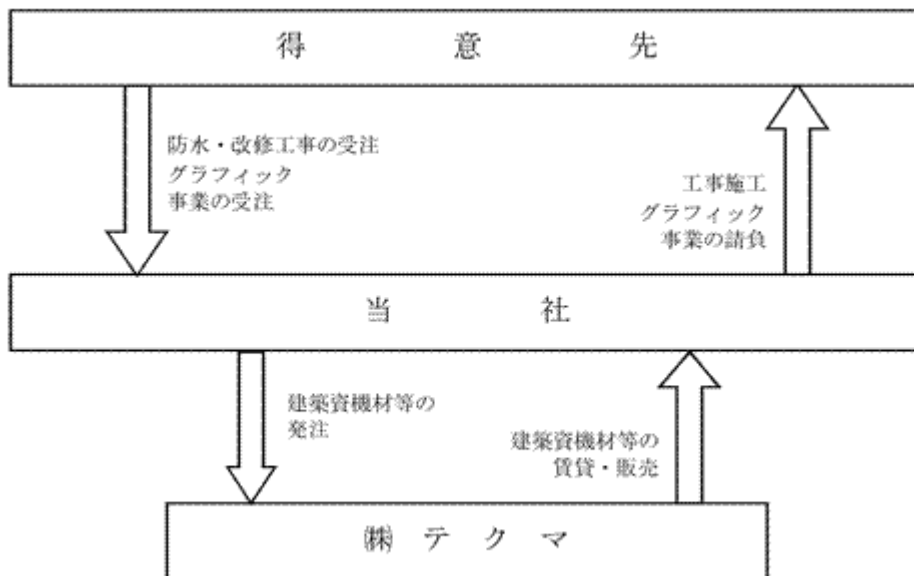 得意先
防水・改修工事の受注
グラフィック
事業の受注
工事施工
グラフィック
事業の請負
当社
建築資機材等の
発注
建築資機材等の
賃貸・販売
㈱テクマ